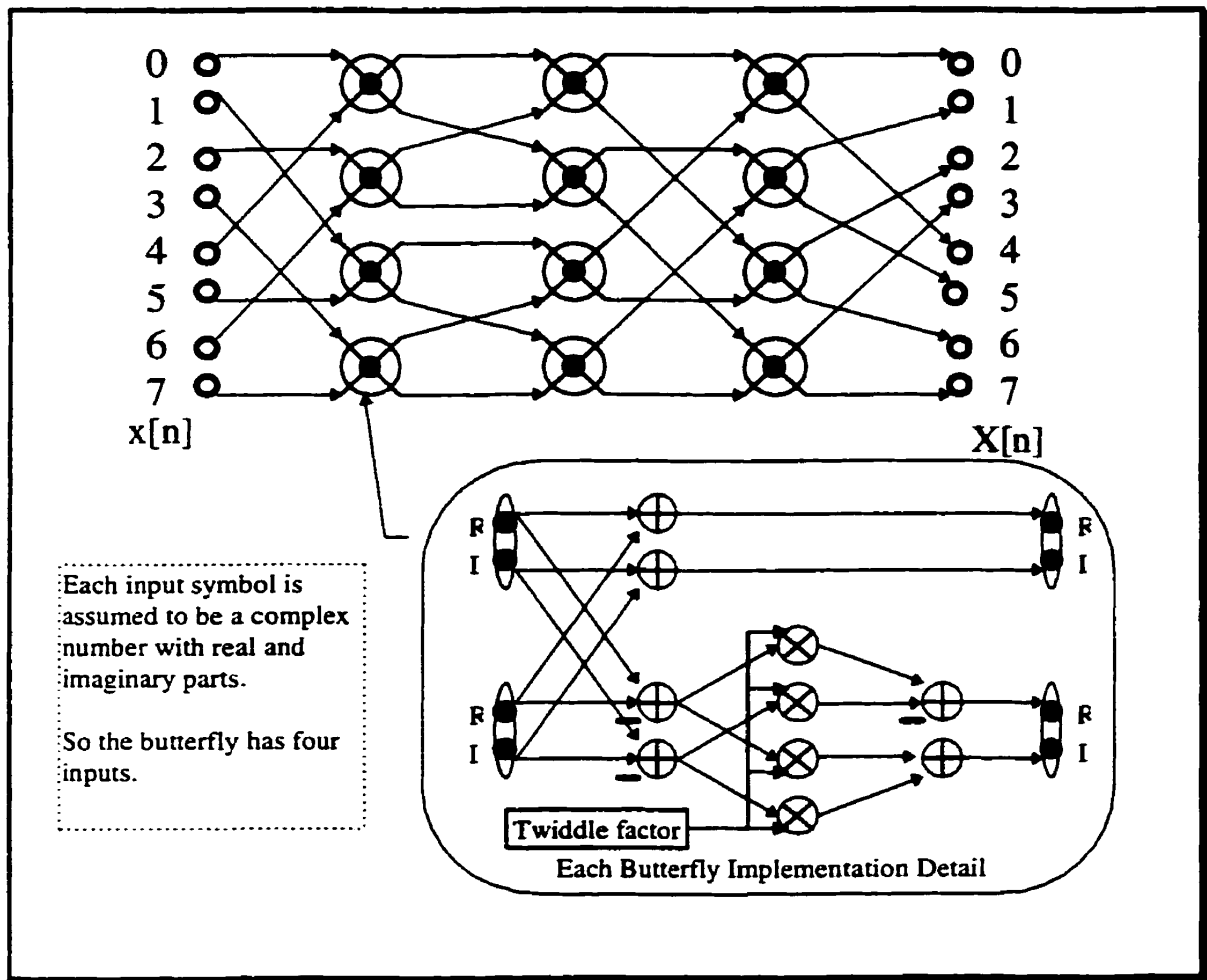 0 0
1 1
2 2
3 3
4 4
5 5
6 6
7 7
x[n] X[n]
R R
I I
Each input symbol is
assumed to be a complex
number with real and
imaginary parts.
So the butterfly has four
inputs.
R R
I I
Twiddle factor
Each Butterfly Implementation Detail